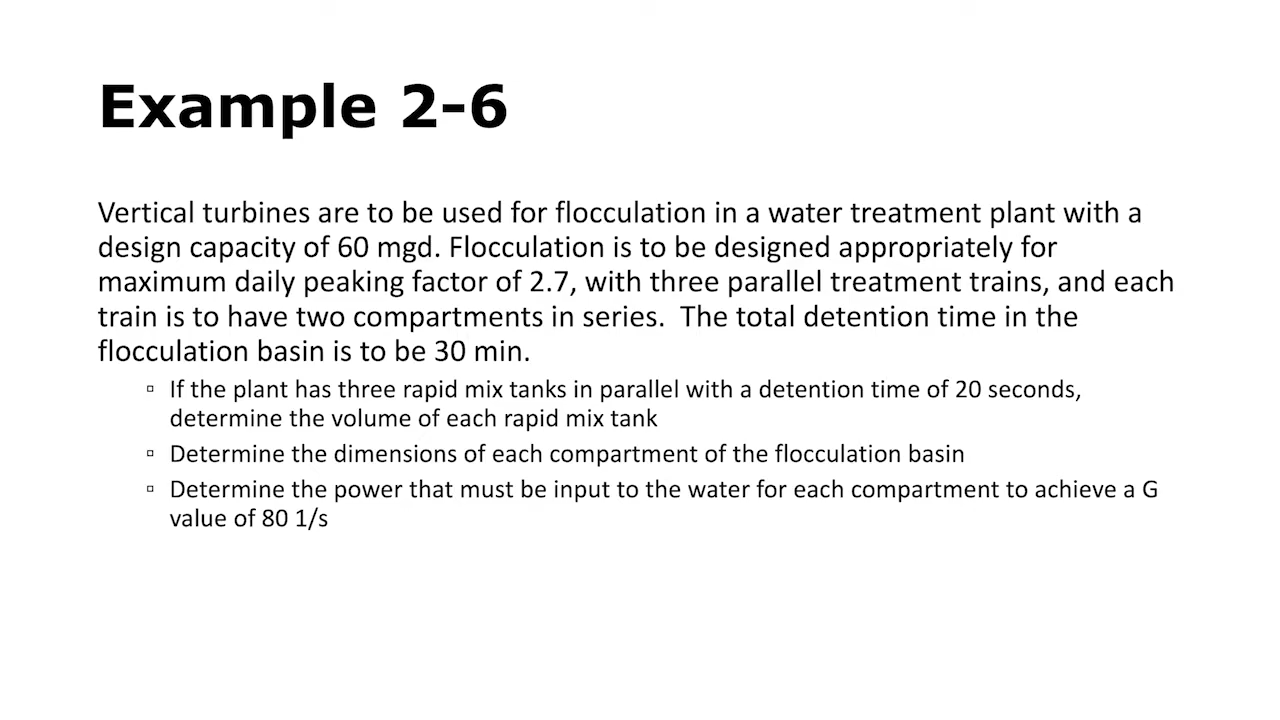 Example 2-6
Vertical turbines are to be used for flocculation in a water treatment plant with a
design capacity of 60 mgd. Flocculation is to be designed appropriately for
maximum daily peaking factor of 2.7, with three parallel treatment trains, and each
train is to have two compartments in series.  The total detention time in the
flocculation basin is to be 30 min.
▫ If the plant has three rapid mix tanks in parallel with a detention time of 20 seconds,
determine the volume of each rapid mix tank
▫ Determine the dimensions of each compartment of the flocculation basin
▫ Determine the power that must be input to the water for each compartment to achieve a G
value of 80 1/s